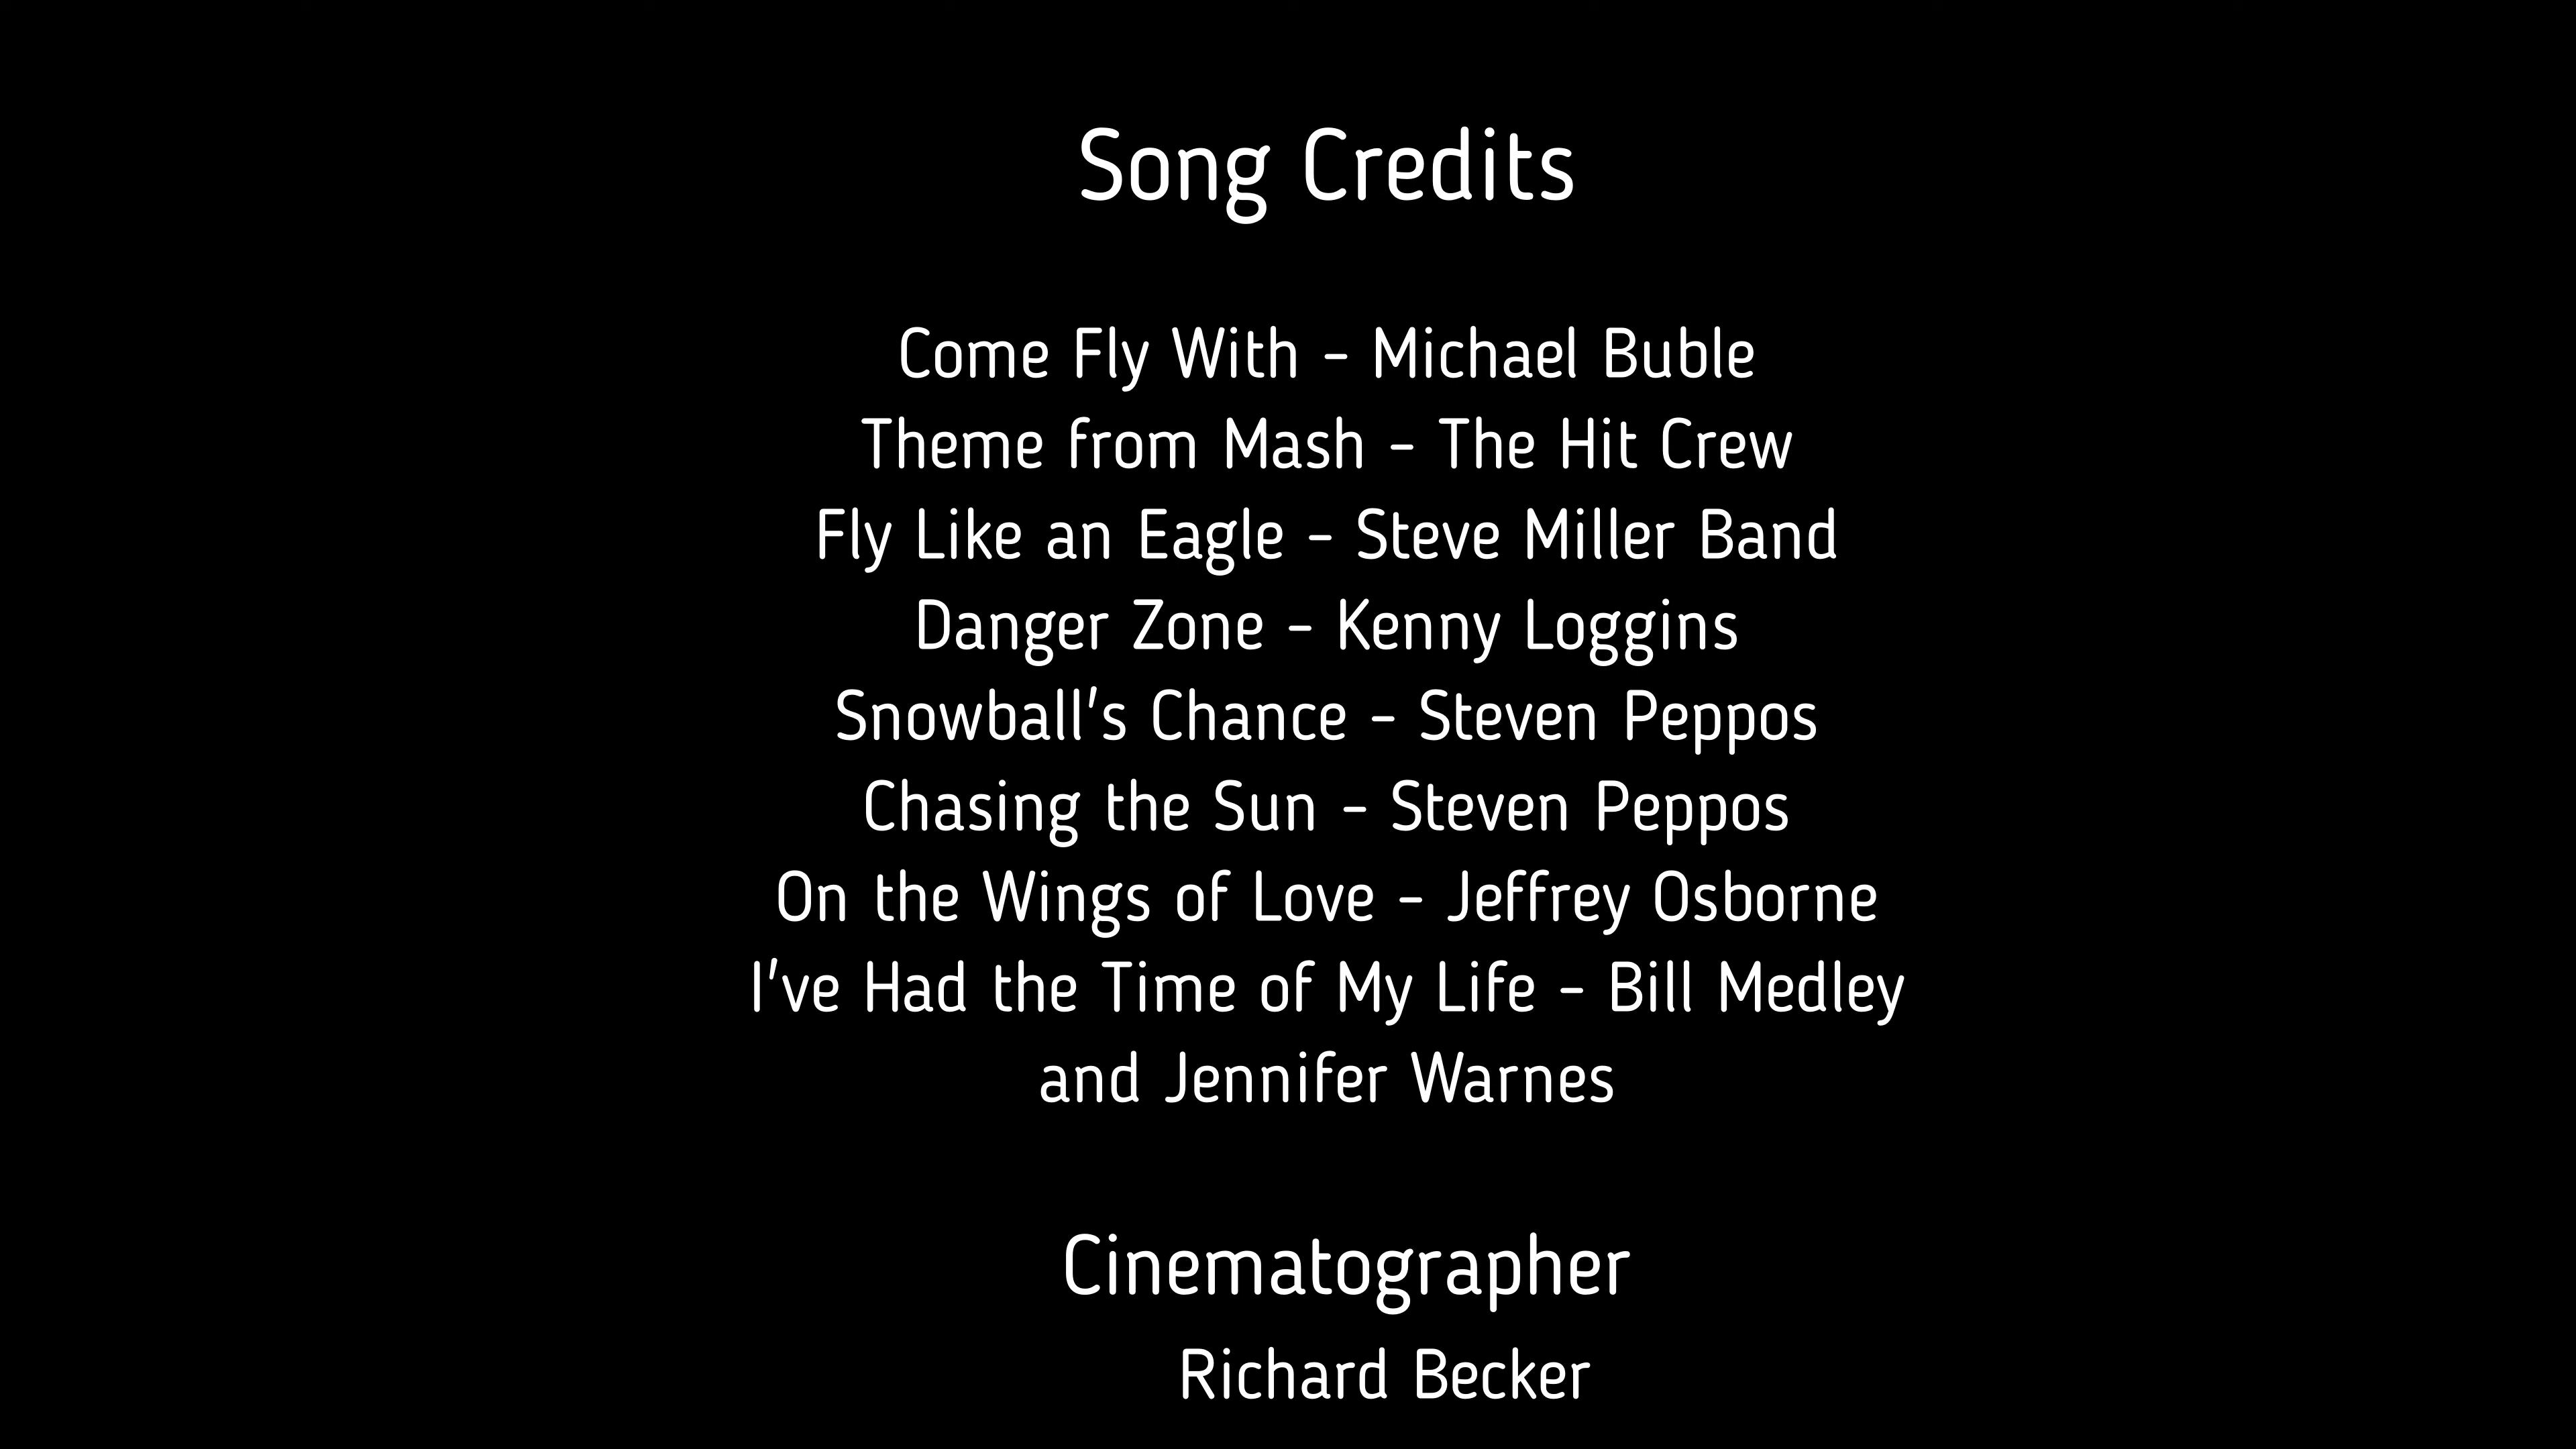 Song Credits
Come Fly With - Michael Buble
Theme from Mash - The Hit Crew
Fly Like an Eagle - Steve Miller Band
Danger Zone - Kenny Loggins
Snowball's Chance - Steven Peppos
Chasing the Sun - Steven Peppos
On the Wings of Love - Jeffrey Osborne
I've Had the Time of My Life - Bill Medley
and Jennifer Warnes
Cinematographer
Richard Becker